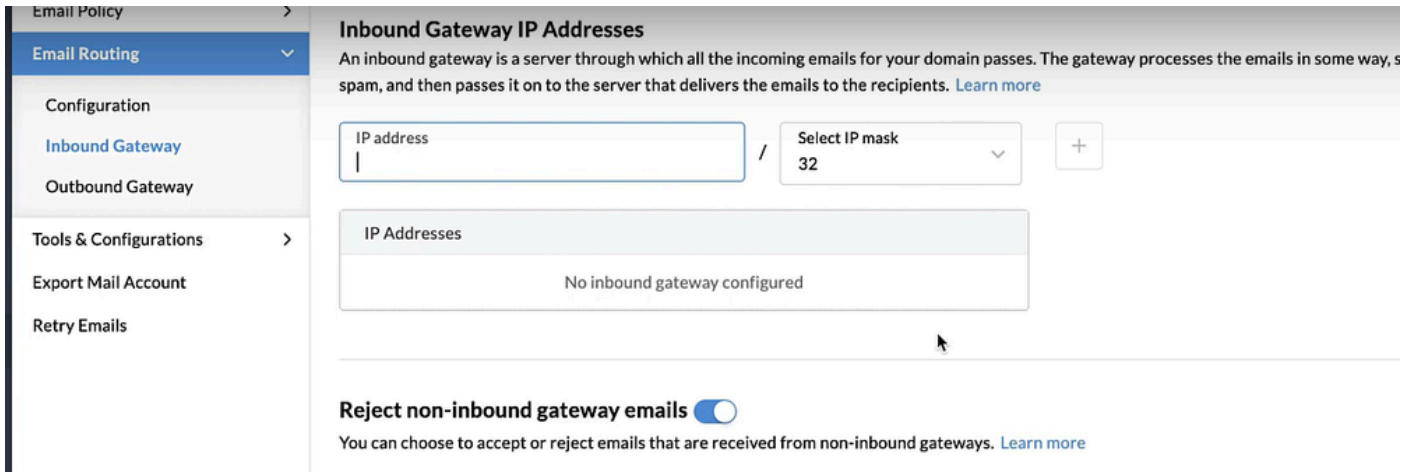 Email Policy
Email Routing
Configuration
Inbound Gateway
Outbound Gateway
Tools & Configurations
Export Mail Account
Retry Emails
Inbound Gateway IP Addresses
An inbound gateway is a server through which all the incoming emails for your domain passes. The gateway processes the emails in some way, s
spam, and then passes it on to the server that delivers the emails to the recipients. Learn more
IP address
/
Select IP mask
32
+
IP Addresses
No inbound gateway configured
Reject non-inbound gateway emails
You can choose to accept or reject emails that are received from non-inbound gateways. Learn more